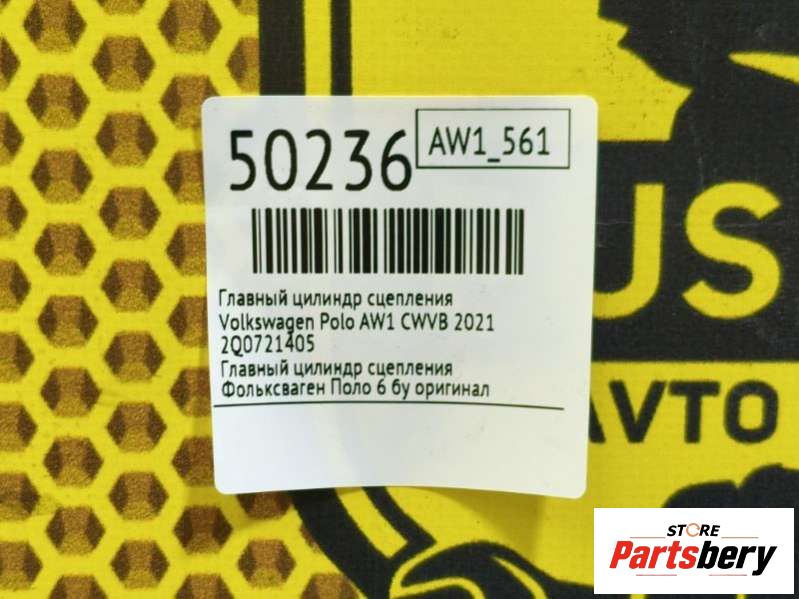 50236
AW1_561
Главный цилиндр сцепления
Volkswagen Polo AW1 CWVB 2021
2Q0721405
Главный цилиндр сцепления
Фольксваген Поло 6 бу оригинал
US
АVТО
STORE
Partsbery